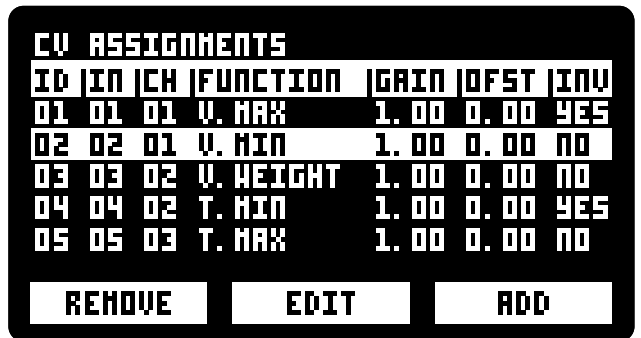 CV ASSIGNMENTS
ID |IN |CH |FUNCTION |GAIN |OFST |INV
01 01 01 V. MAX 1.00 0.00 YES
02 02 01 V. MIN 1.00 0.00 NO
03 03 02 V. WEIGHT 1.00 0.00 NO
04 04 02 T. MIN 1.00 0.00 YES
05 05 03 T. MAX 1.00 0.00 NO
REMOVE EDIT ADD